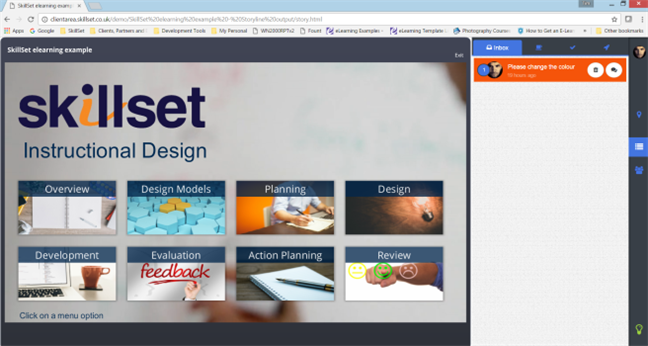 SkillSet elearning example
clientarea.skillset.co.uk/demo/SkillSet%20elearning%20example%20-%20Storyline%20output/story.html
Apps
Google
SkillSet
Clients, Partners and
Development Tools
My Personal
WN2000RPTv2
Fount
eLearning Examples
eLearning Template
Photography Course
How to Get an E-Lea
Other bookmarks
SkillSet elearning example
Exit
skillset
Instructional Design
Overview
Design Models
Planning
Design
Development
Evaluation
feedback
Action Planning
Review
Click on a menu option
Inbox
1
Please change the colour
10 hours ago